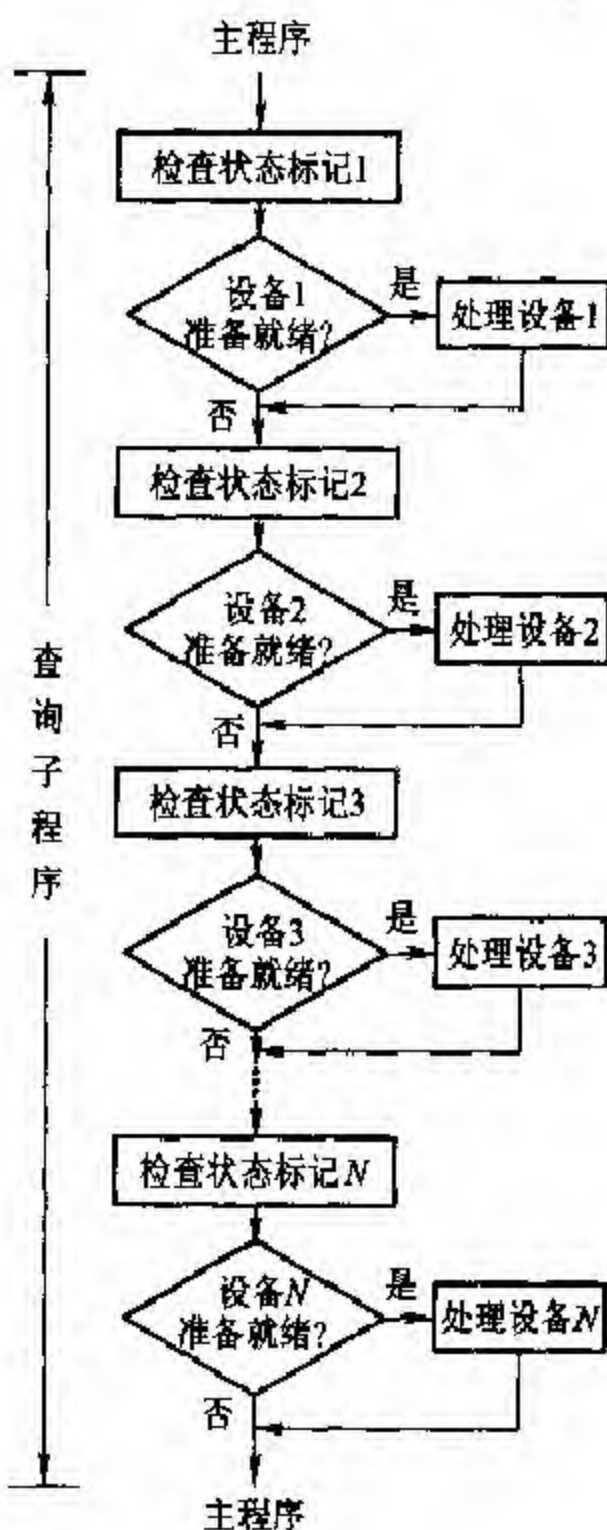 主程序
检查状态标记1
设备1
准备就绪?
是
处理设备1
否
检查状态标记2
设备2
准备就绪?
是
处理设备2
否
查询子程序
检查状态标记3
设备3
准备就绪?
是
处理设备3
否
检查状态标记N
设备N
准备就绪?
是
处理设备N
否
主程序